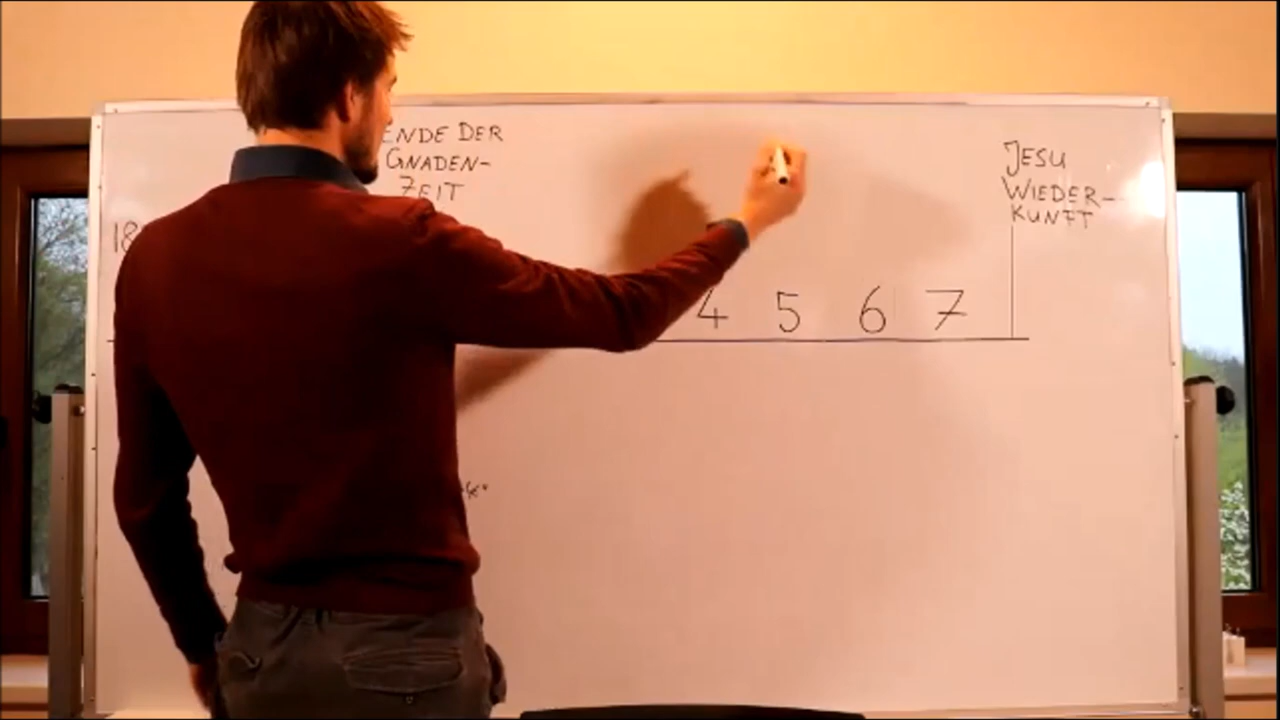 ENDE DER
GNADEN-
ZEIT
JESU
WIEDER-
KUNFT
4 5 6 7